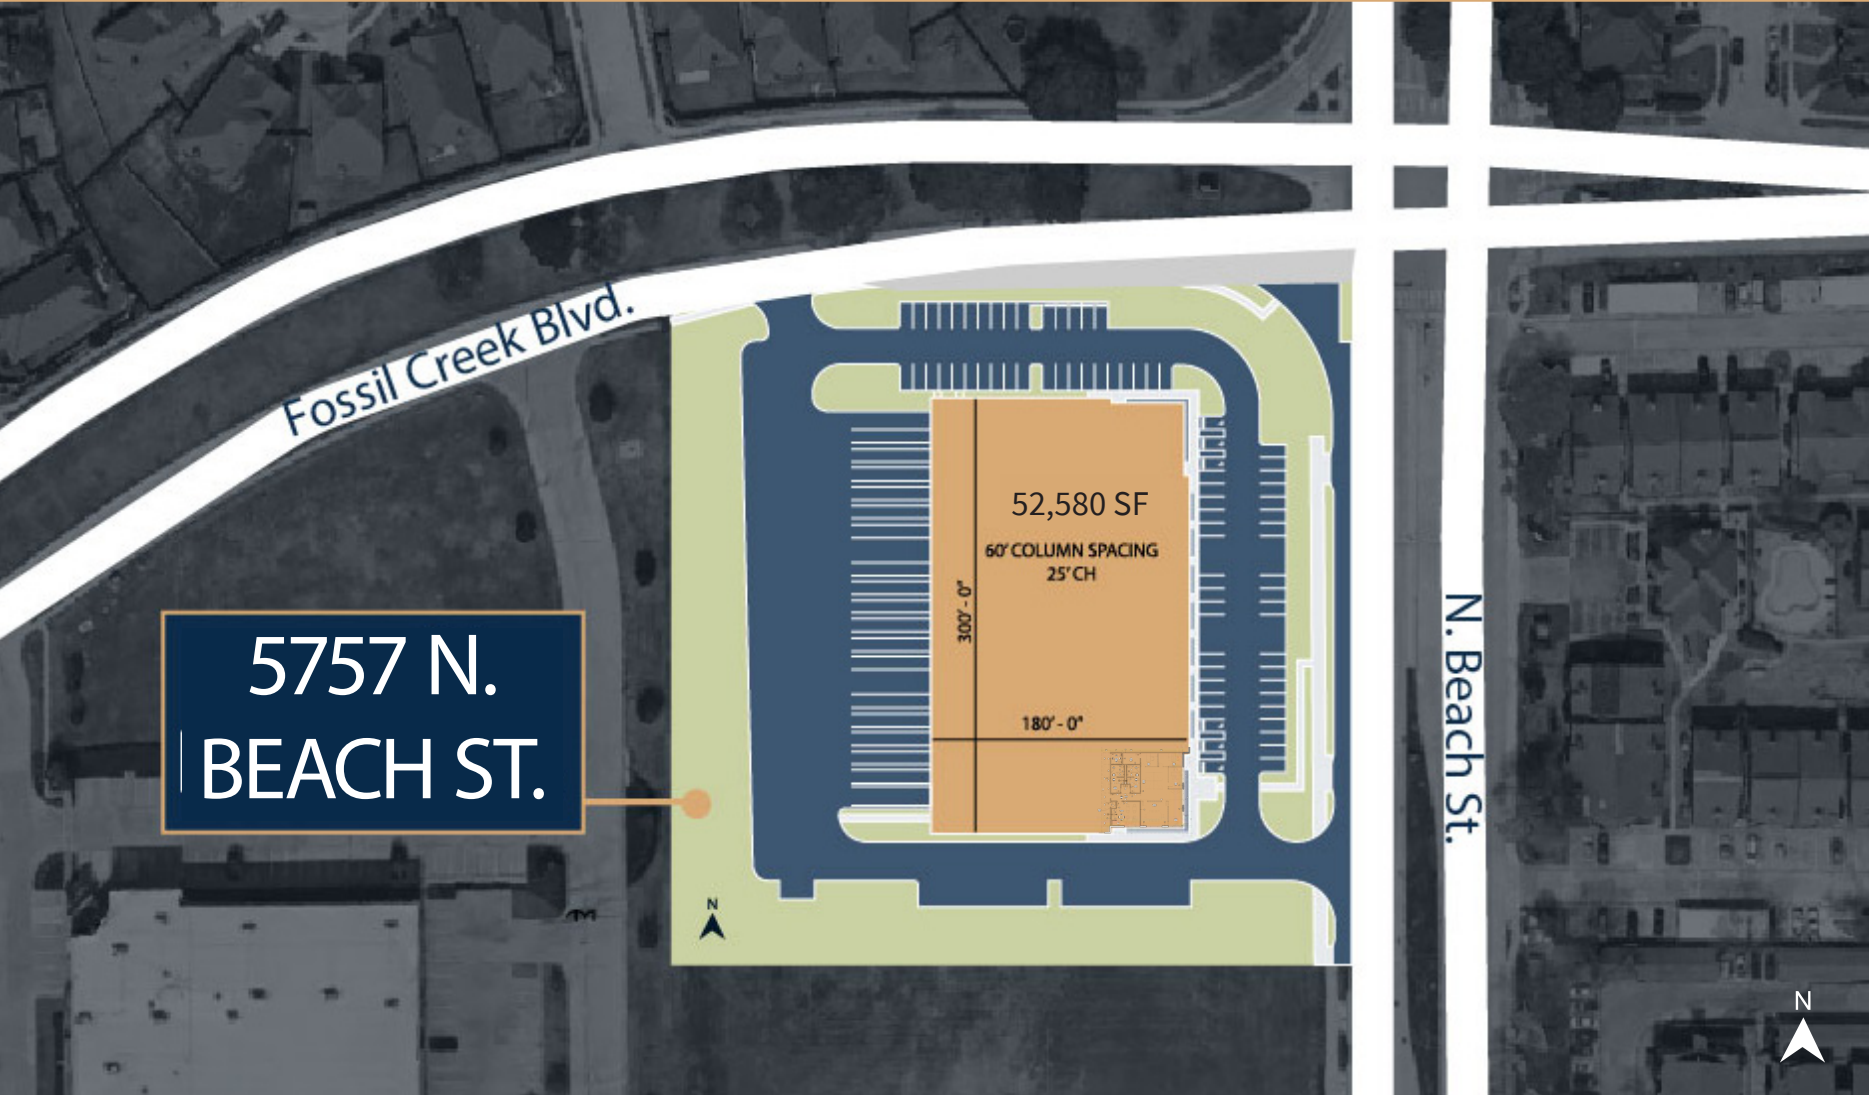 Fossil Creek Blvd.
52,580 SF
60' COLUMN SPACING
25' CH
300' - 0"
180' - 0"
5757 N.
BEACH ST.
N. Beach St.
N
N